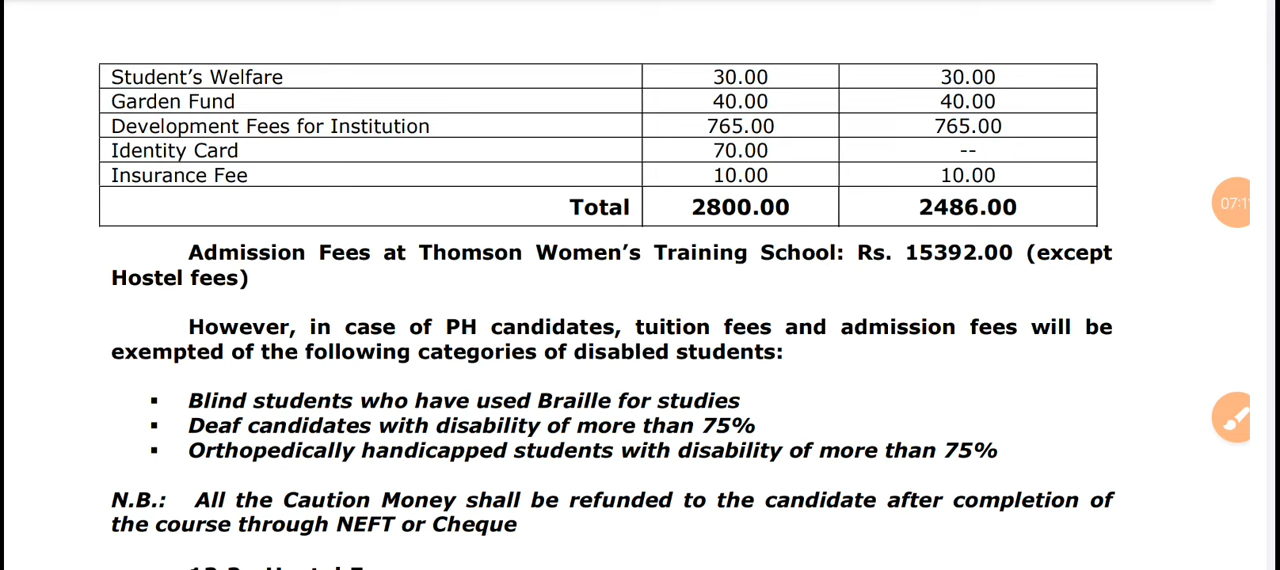 Student’s Welfare 30.00 30.00
Garden Fund 40.00 40.00
Development Fees for Institution 765.00 765.00
Identity Card 70.00 --
Insurance Fee 10.00 10.00
Total 2800.00 2486.00
Admission Fees at Thomson Women’s Training School: Rs. 15392.00 (except
Hostel fees)
However, in case of PH candidates, tuition fees and admission fees will be
exempted of the following categories of disabled students:
▪ Blind students who have used Braille for studies
▪ Deaf candidates with disability of more than 75%
▪ Orthopedically handicapped students with disability of more than 75%
N.B.: All the Caution Money shall be refunded to the candidate after completion of
the course through NEFT or Cheque